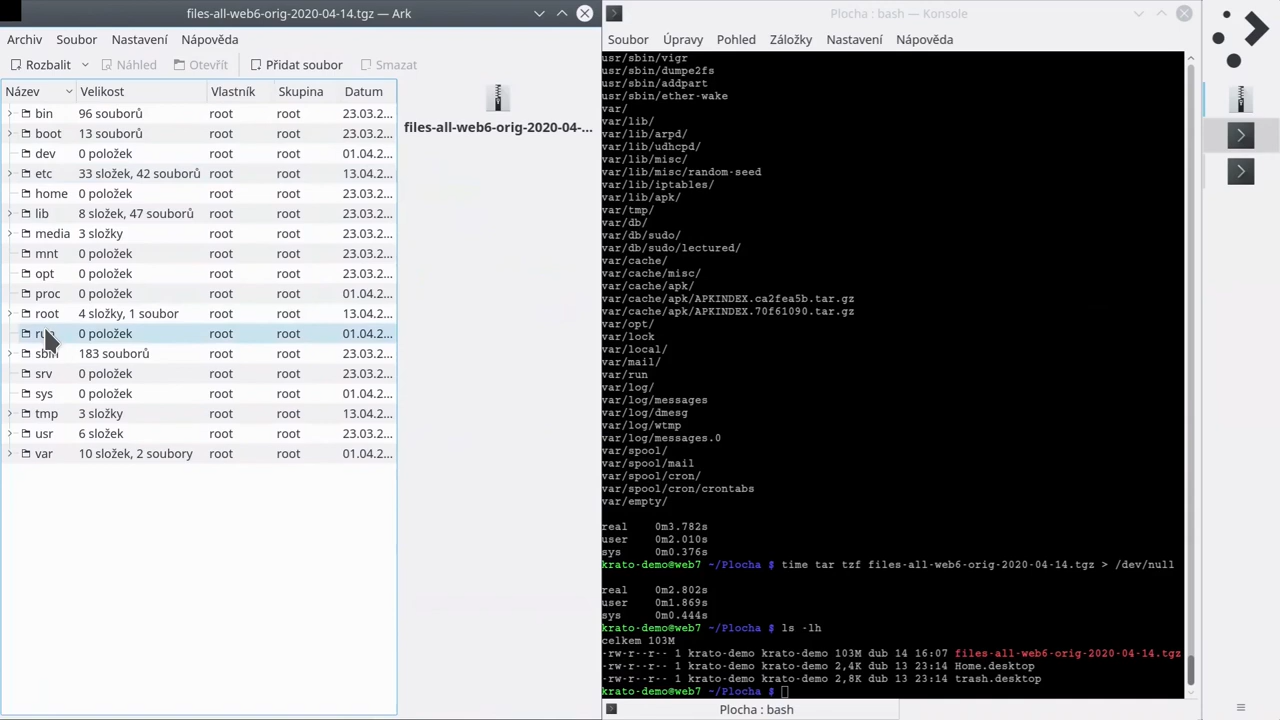 files-all-web6-orig-2020-04-14.tgz — Ark
Archiv Soubor Nastavení Nápověda
Rozbalit Náhled Otevřít Přidat soubor Smazat
Název Velikost Vlastník Skupina Datum
bin 96 souborů root root 23.03.2...
boot 13 souborů root root 23.03.2...
dev 0 položek root root 01.04.2...
etc 33 složek, 42 souborů root root 13.04.2...
home 0 položek root root 23.03.2...
lib 8 složek, 47 souborů root root 23.03.2...
media 3 složky root root 23.03.2...
mnt 0 položek root root 23.03.2...
opt 0 položek root root 23.03.2...
proc 0 položek root root 01.04.2...
root 4 složky, 1 soubor root root 13.04.2...
0 položek root root 01.04.2...
sbin 183 souborů root root 23.03.2...
srv 0 položek root root 23.03.2...
sys 0 položek root root 01.04.2...
tmp 3 složky root root 13.04.2...
usr 6 složek root root 23.03.2...
var 10 složek, 2 soubory root root 01.04.2...
files-all-web6-orig-2020-04-...
Plocha : bash — Konsole
Soubor Úpravy Pohled Záložky Nastavení Nápověda
usr/sbin/vigr
usr/sbin/dumpe2fs
usr/sbin/addpart
usr/sbin/ether-wake
var/
var/lib/
var/lib/arpd/
var/lib/udhcpd/
var/lib/misc/
var/lib/misc/random-seed
var/lib/iptables/
var/lib/apk/
var/tmp/
var/db/
var/db/sudo/
var/db/sudo/lectured/
var/cache/
var/cache/misc/
var/cache/apk/
var/cache/apk/APKINDEX.ca2fea5b.tar.gz
var/cache/apk/APKINDEX.70f61090.tar.gz
var/opt/
var/lock
var/local/
var/mail/
var/run
var/log/
var/log/messages
var/log/dmesg
var/log/wtmp
var/log/messages.0
var/spool/
var/spool/mail
var/spool/cron/
var/spool/cron/crontabs
var/empty/
real 0m3.782s
user 0m2.010s
sys 0m0.376s
krato-demo@web7 ~/Plocha $ time tar tzf files-all-web6-orig-2020-04-14.tgz > /dev/null
real 0m2.802s
user 0m1.869s
sys 0m0.444s
krato-demo@web7 ~/Plocha $ ls -lh
celkem 103M
-rw-r--r-- 1 krato-demo krato-demo 103M dub 14 16:07 files-all-web6-orig-2020-04-14.tgz
-rw-r--r-- 1 krato-demo krato-demo 2,4K dub 13 23:14 Home.desktop
-rw-r--r-- 1 krato-demo krato-demo 2,8K dub 13 23:14 trash.desktop
krato-demo@web7 ~/Plocha $
Plocha : bash